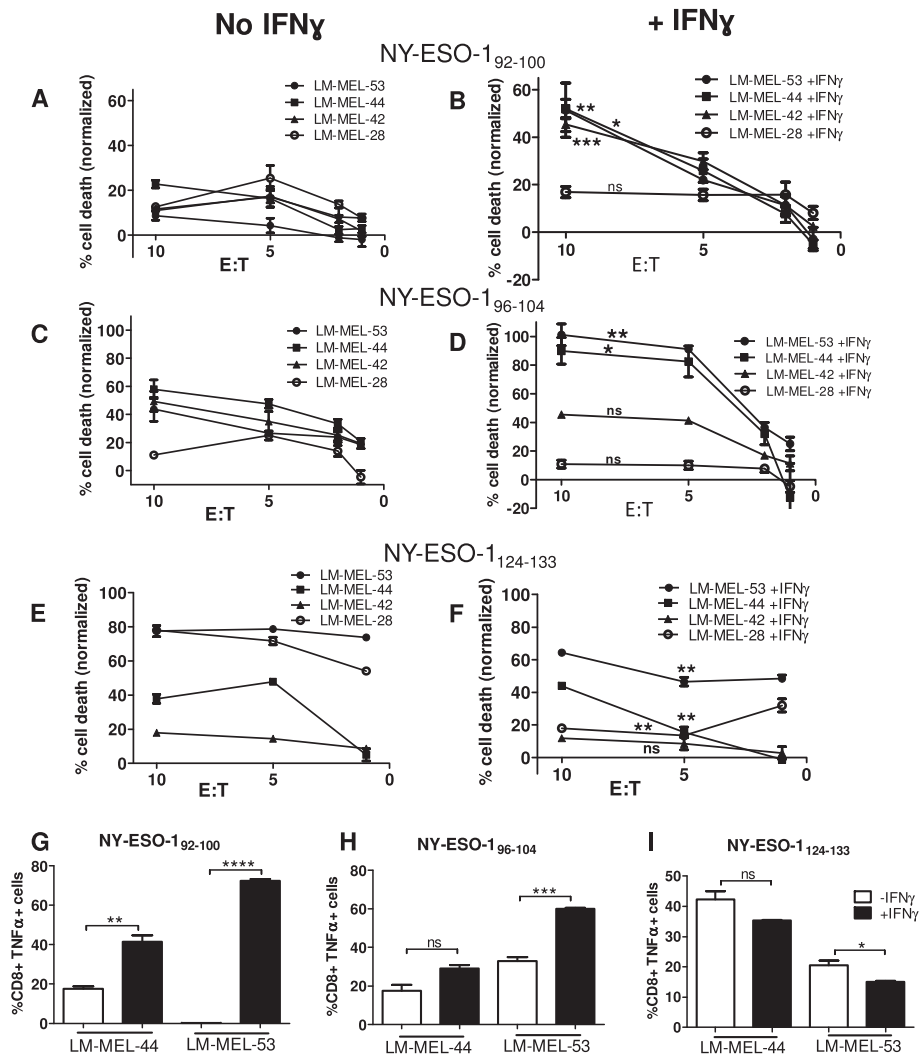 No IFNɣ
+ IFNɣ
NY-ESO-1₉₂₋₁₀₀
A
% cell death (normalized)
60
40
20
0
10
5
0
E:T
LM-MEL-53
LM-MEL-44
LM-MEL-42
LM-MEL-28
B
% cell death (normalized)
60
40
20
0
-20
10
5
0
E:T
LM-MEL-53 +IFNγ
LM-MEL-44 +IFNγ
LM-MEL-42 +IFNγ
LM-MEL-28 +IFNγ
**
*
***
ns
NY-ESO-1₉₆₋₁₀₄
C
% cell death (normalized)
100
80
60
40
20
0
10
5
0
E:T
LM-MEL-53
LM-MEL-44
LM-MEL-42
LM-MEL-28
D
% cell death (normalized)
100
80
60
40
20
0
-20
10
5
0
E:T
LM-MEL-53 +IFNγ
LM-MEL-44 +IFNγ
LM-MEL-42 +IFNγ
LM-MEL-28 +IFNγ
**
*
ns
ns
NY-ESO-1₁₂₄₋₁₃₃
E
% cell death (normalized)
100
80
60
40
20
0
10
5
0
E:T
LM-MEL-53
LM-MEL-44
LM-MEL-42
LM-MEL-28
F
% cell death (normalized)
100
80
60
40
20
0
10
5
0
E:T
LM-MEL-53 +IFNγ
LM-MEL-44 +IFNγ
LM-MEL-42 +IFNγ
LM-MEL-28 +IFNγ
**
**
**
ns
G
NY-ESO-1₉₂₋₁₀₀
%CD8+ TNFα+ cells
80
60
40
20
0
**
****
LM-MEL-44
LM-MEL-53
H
NY-ESO-1₉₆₋₁₀₄
%CD8+ TNFα+ cells
80
60
40
20
0
ns
***
LM-MEL-44
LM-MEL-53
I
NY-ESO-1₁₂₄₋₁₃₃
%CD8+ TNFα+ cells
50
40
30
20
10
0
ns
*
-IFNγ
+IFNγ
LM-MEL-44
LM-MEL-53